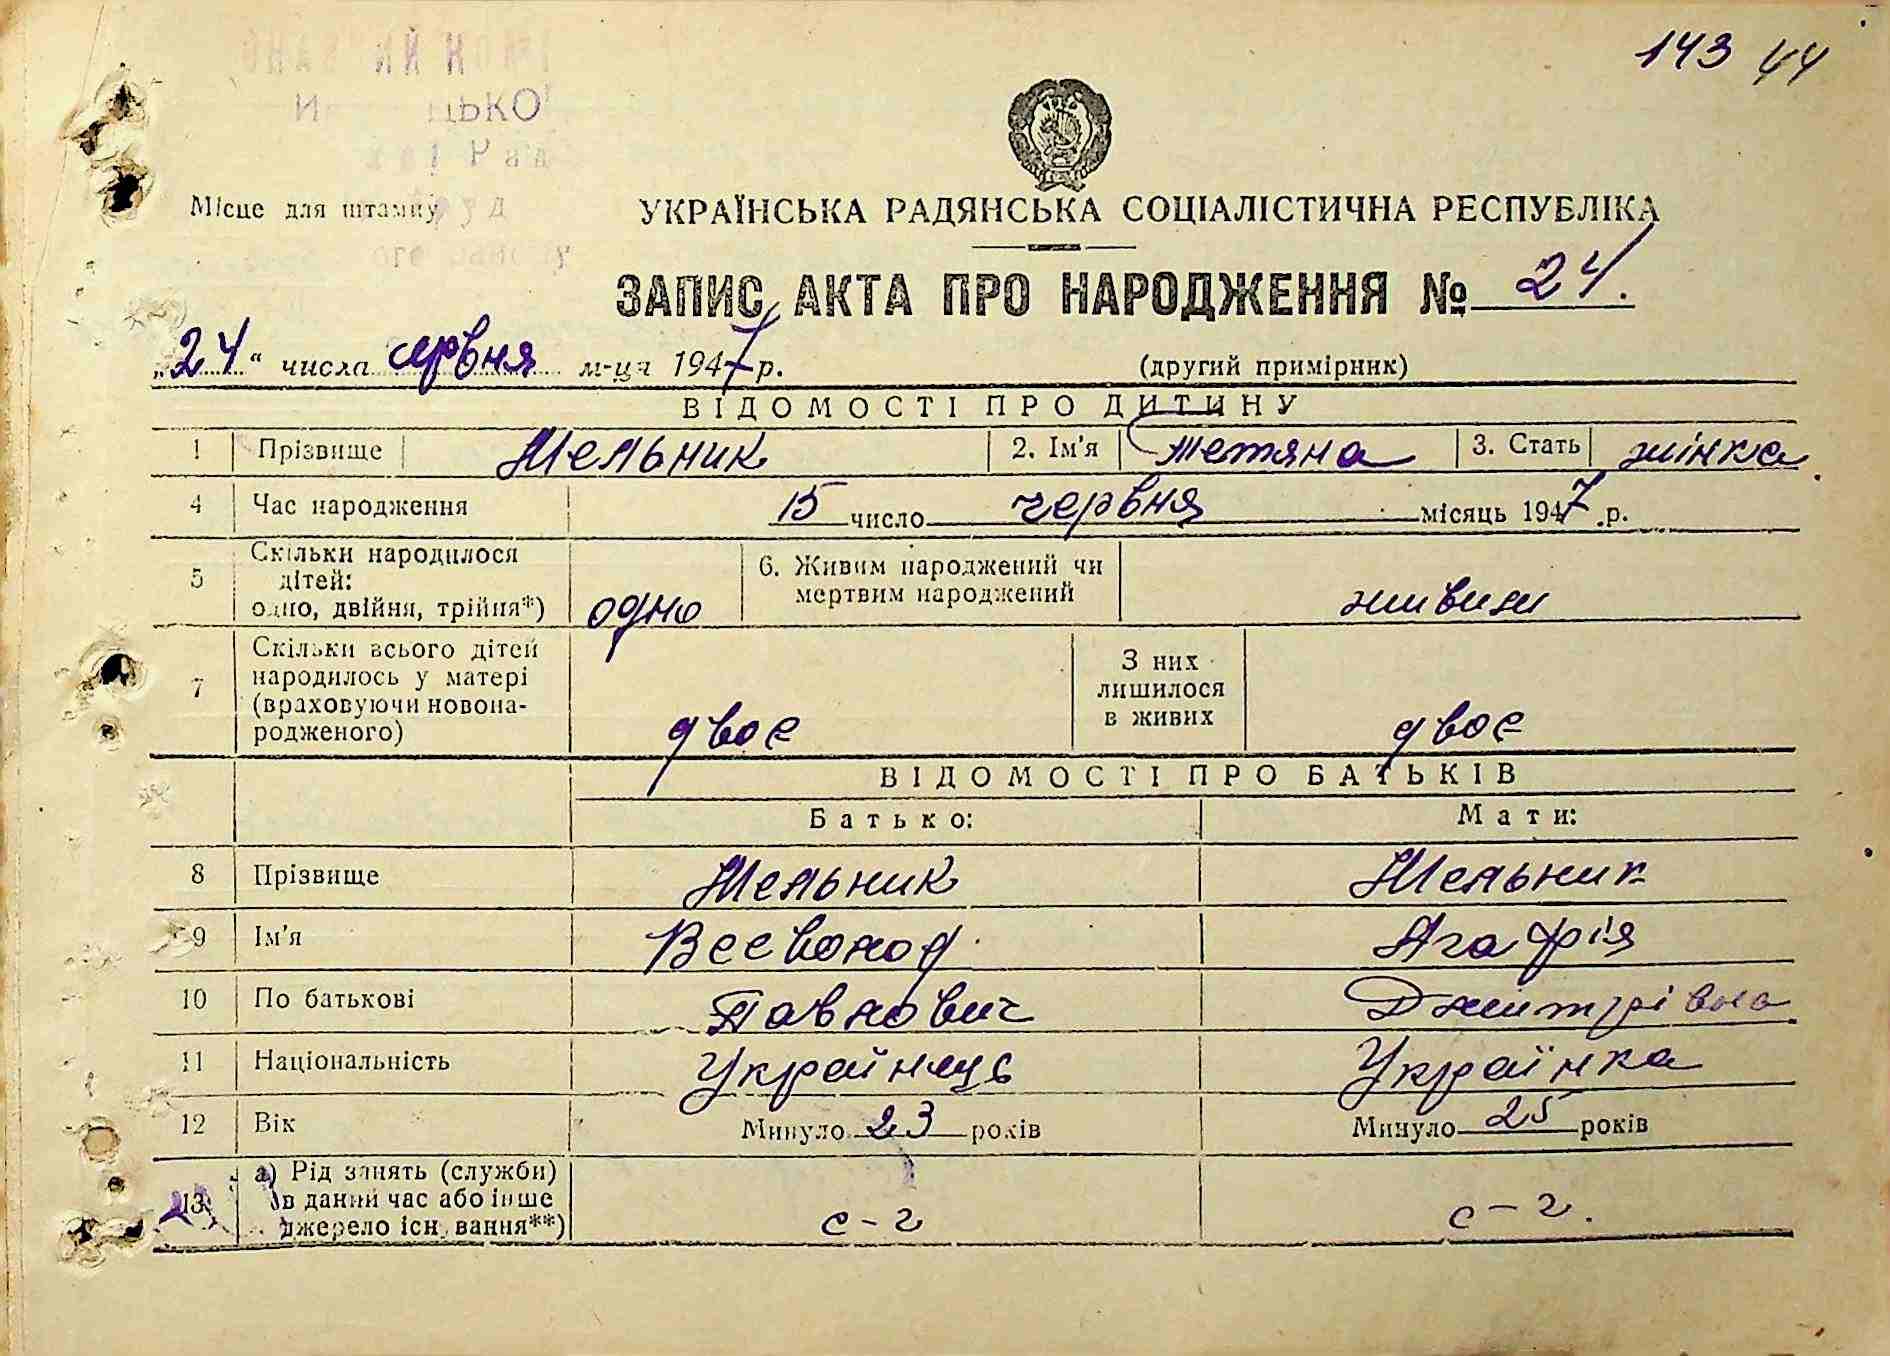 143 44
Місце для штампу
УКРАЇНСЬКА РАДЯНСЬКА СОЦІАЛІСТИЧНА РЕСПУБЛІКА
ЗАПИС АКТА ПРО НАРОДЖЕННЯ № 24.
„24“ числа червня м-ця 1947 р. (другий примірник)
ВІДОМОСТІ ПРО ДИТИНУ
1 Прізвище Мельник 2. Ім'я Тетяна 3. Стать жінка
4 Час народження 15 число червня місяць 1947 р.
5 Скільки народилося дітей: одно, двійня, трійня*) одно 6. Живим народжений чи мертвим народжений живим
7 Скільки всього дітей народилось у матері (враховуючи новонародженого) двоє З них лишилося в живих двоє
ВІДОМОСТІ ПРО БАТЬКІВ
Батько: Мати:
8 Прізвище Мельник Мельник
9 Ім'я Всеволод Агафія
10 По батькові Павлович Дмитрівна
11 Національність Українець Українка
12 Вік Минуло 23 років Минуло 25 років
13 а) Рід занять (служби) в даний час або інше джерело існування**) с-г с-г.